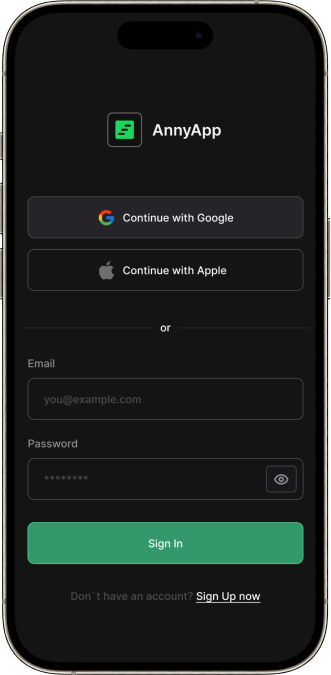 AnnyApp
Continue with Google
Continue with Apple
or
Email
you@example.com
Password
********
Sign In
Don`t have an account? Sign Up now